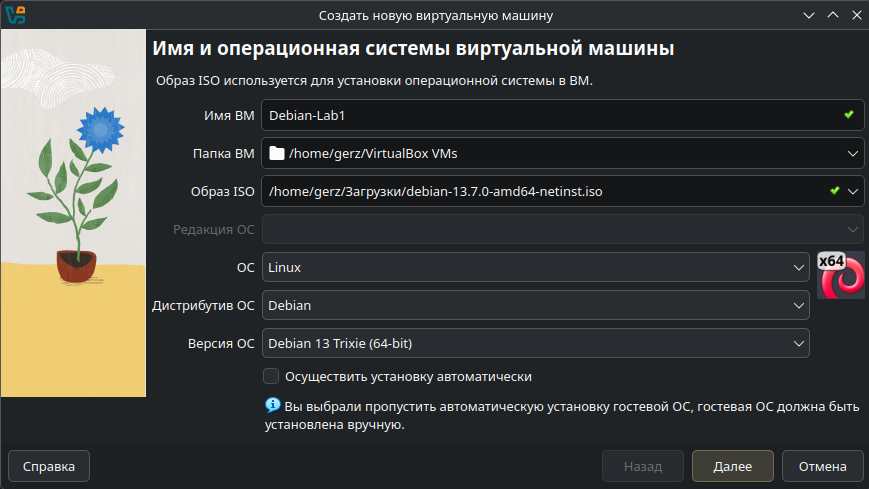 Создать новую виртуальную машину
Имя и операционная системы виртуальной машины
Образ ISO используется для установки операционной системы в ВМ.
Имя ВМ Debian-Lab1
Папка ВМ /home/gerz/VirtualBox VMs
Образ ISO /home/gerz/Загрузки/debian-13.7.0-amd64-netinst.iso
Редакция ОС
ОС Linux x64
Дистрибутив ОС Debian
Версия ОС Debian 13 Trixie (64-bit)
Осуществить установку автоматически
Вы выбрали пропустить автоматическую установку гостевой ОС, гостевая ОС должна быть
установлена вручную.
Справка Назад Далее Отмена